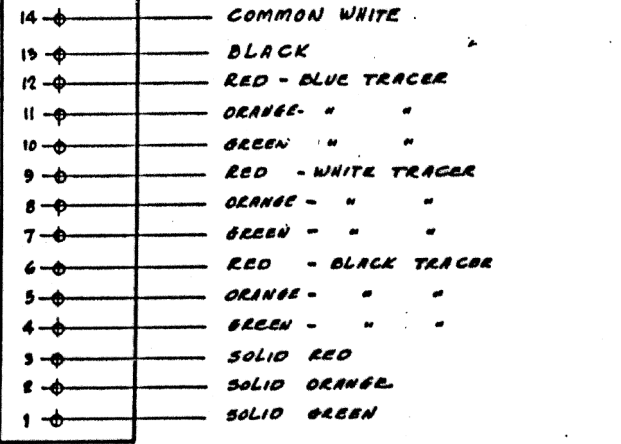 14 COMMON WHITE
13 BLACK
12 RED - BLUE TRACER
11 ORANGE - " "
10 GREEN " "
9 RED - WHITE TRACER
8 ORANGE - " "
7 GREEN - " "
6 RED - BLACK TRACER
5 ORANGE - " "
4 GREEN - " "
3 SOLID RED
2 SOLID ORANGE
1 SOLID GREEN